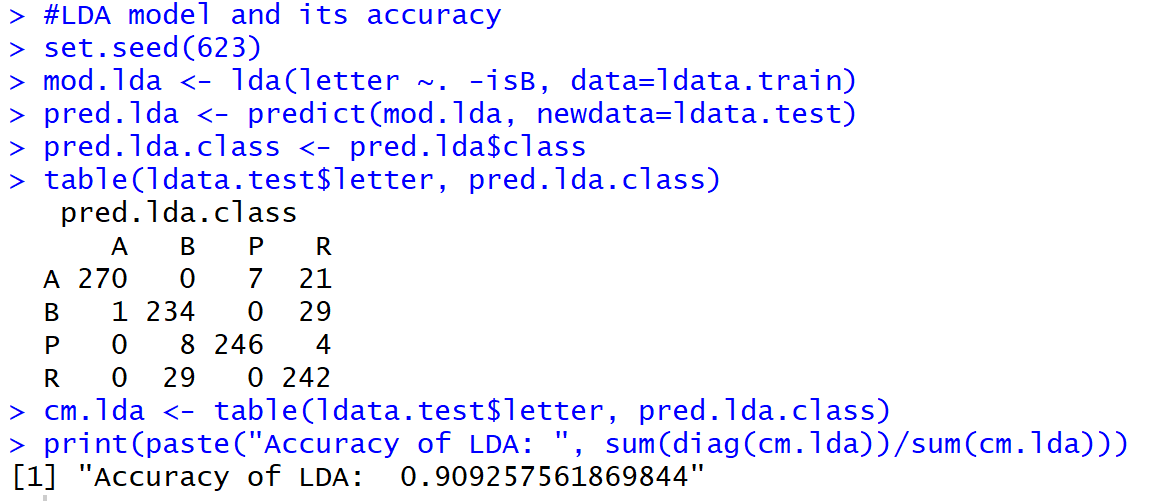 > #LDA model and its accuracy
> set.seed(623)
> mod.lda <- lda(letter ~. -isB, data=ldata.train)
> pred.lda <- predict(mod.lda, newdata=ldata.test)
> pred.lda.class <- pred.lda$class
> table(ldata.test$letter, pred.lda.class)
   pred.lda.class
      A   B   P   R
  A 270   0   7  21
  B   1 234   0  29
  P   0   8 246   4
  R   0  29   0 242
> cm.lda <- table(ldata.test$letter, pred.lda.class)
> print(paste("Accuracy of LDA: ", sum(diag(cm.lda))/sum(cm.lda)))
[1] "Accuracy of LDA:  0.909257561869844"